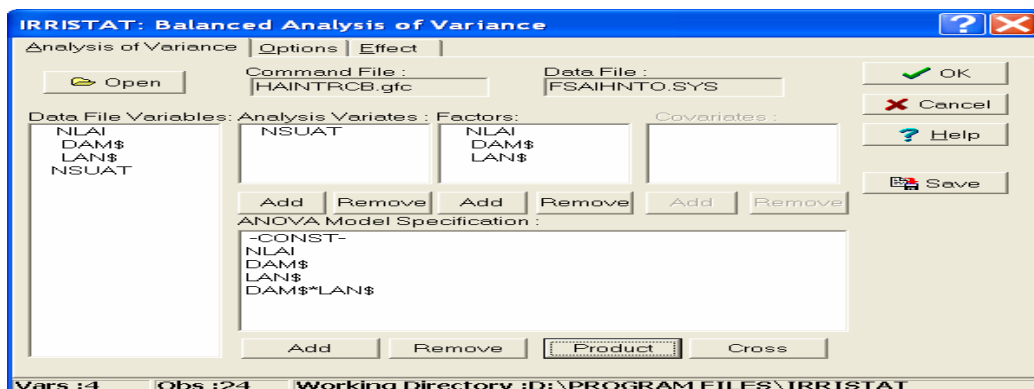 IRRISTAT: Balanced Analysis of Variance
Analysis of Variance Options Effect
Open
Command File :
HAINTRCB.gfc
Data File :
FSAIHNTO.SYS
OK
Cancel
Help
Save
Data File Variables:
NLAI
DAM$
LAN$
NSUAT
Analysis Variates :
NSUAT
Factors:
NLAI
DAM$
LAN$
Covariates :
Add Remove Add Remove Add Remove
ANOVA Model Specification :
-CONST-
NLAI
DAM$
LAN$
DAM$*LAN$
Add Remove Product Cross
Vars :4 Obs :24 Working Directory :D:\PROGRAM FILES\IRRISTAT